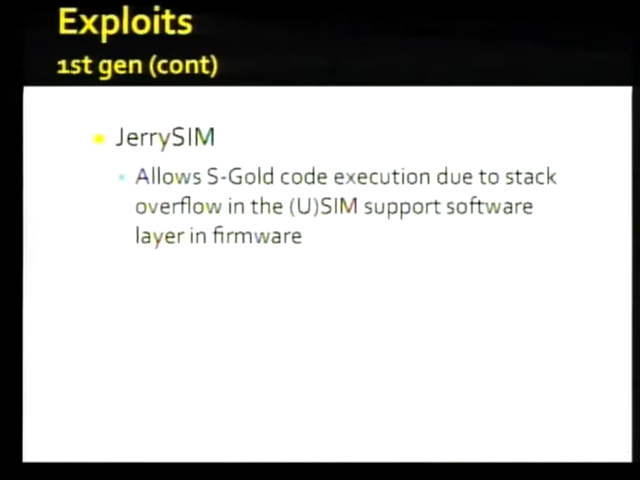 Exploits
1st gen (cont)
JerrySIM
Allows S-Gold code execution due to stack
overflow in the (U)SIM support software
layer in firmware